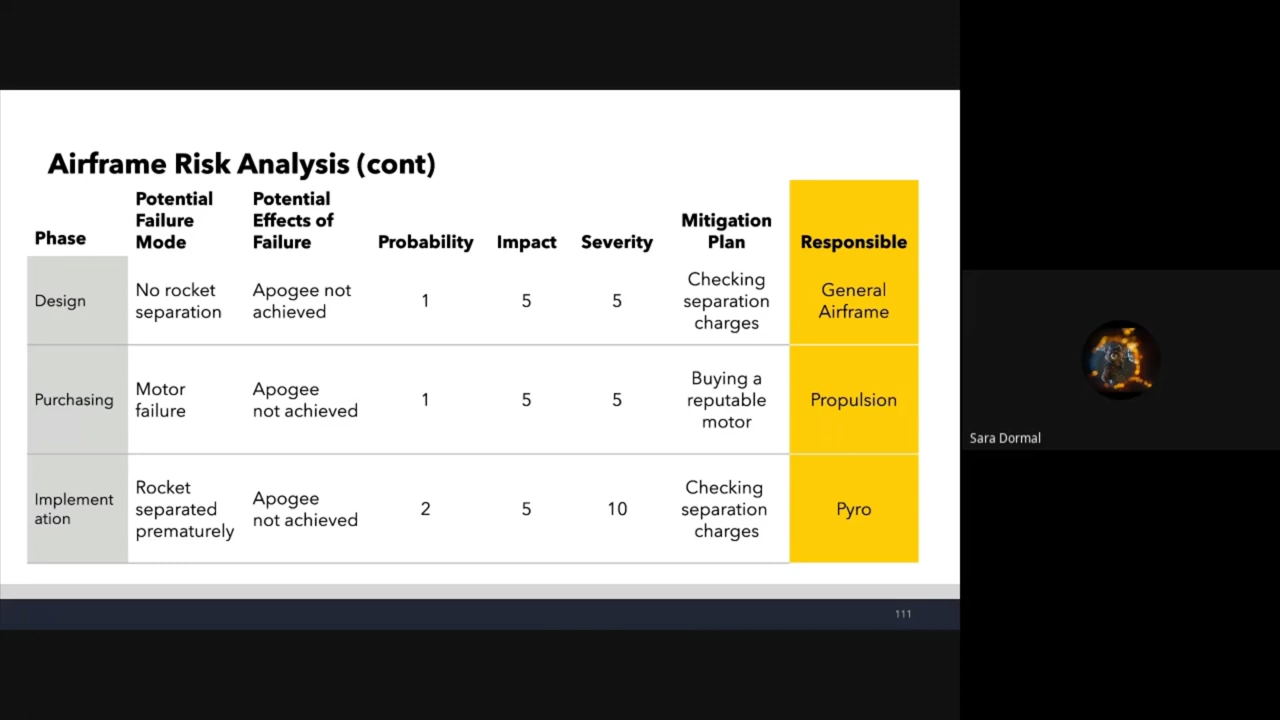 Airframe Risk Analysis (cont)
Phase
Potential
Failure
Mode
Potential
Effects of
Failure
Probability
Impact
Severity
Mitigation
Plan
Responsible
Design
No rocket
separation
Apogee not
achieved
1
5
5
Checking
separation
charges
General
Airframe
Purchasing
Motor
failure
Apogee
not achieved
1
5
5
Buying a
reputable
motor
Propulsion
Implement
ation
Rocket
separated
prematurely
Apogee
not achieved
2
5
10
Checking
separation
charges
Pyro
111
Sara Dormal